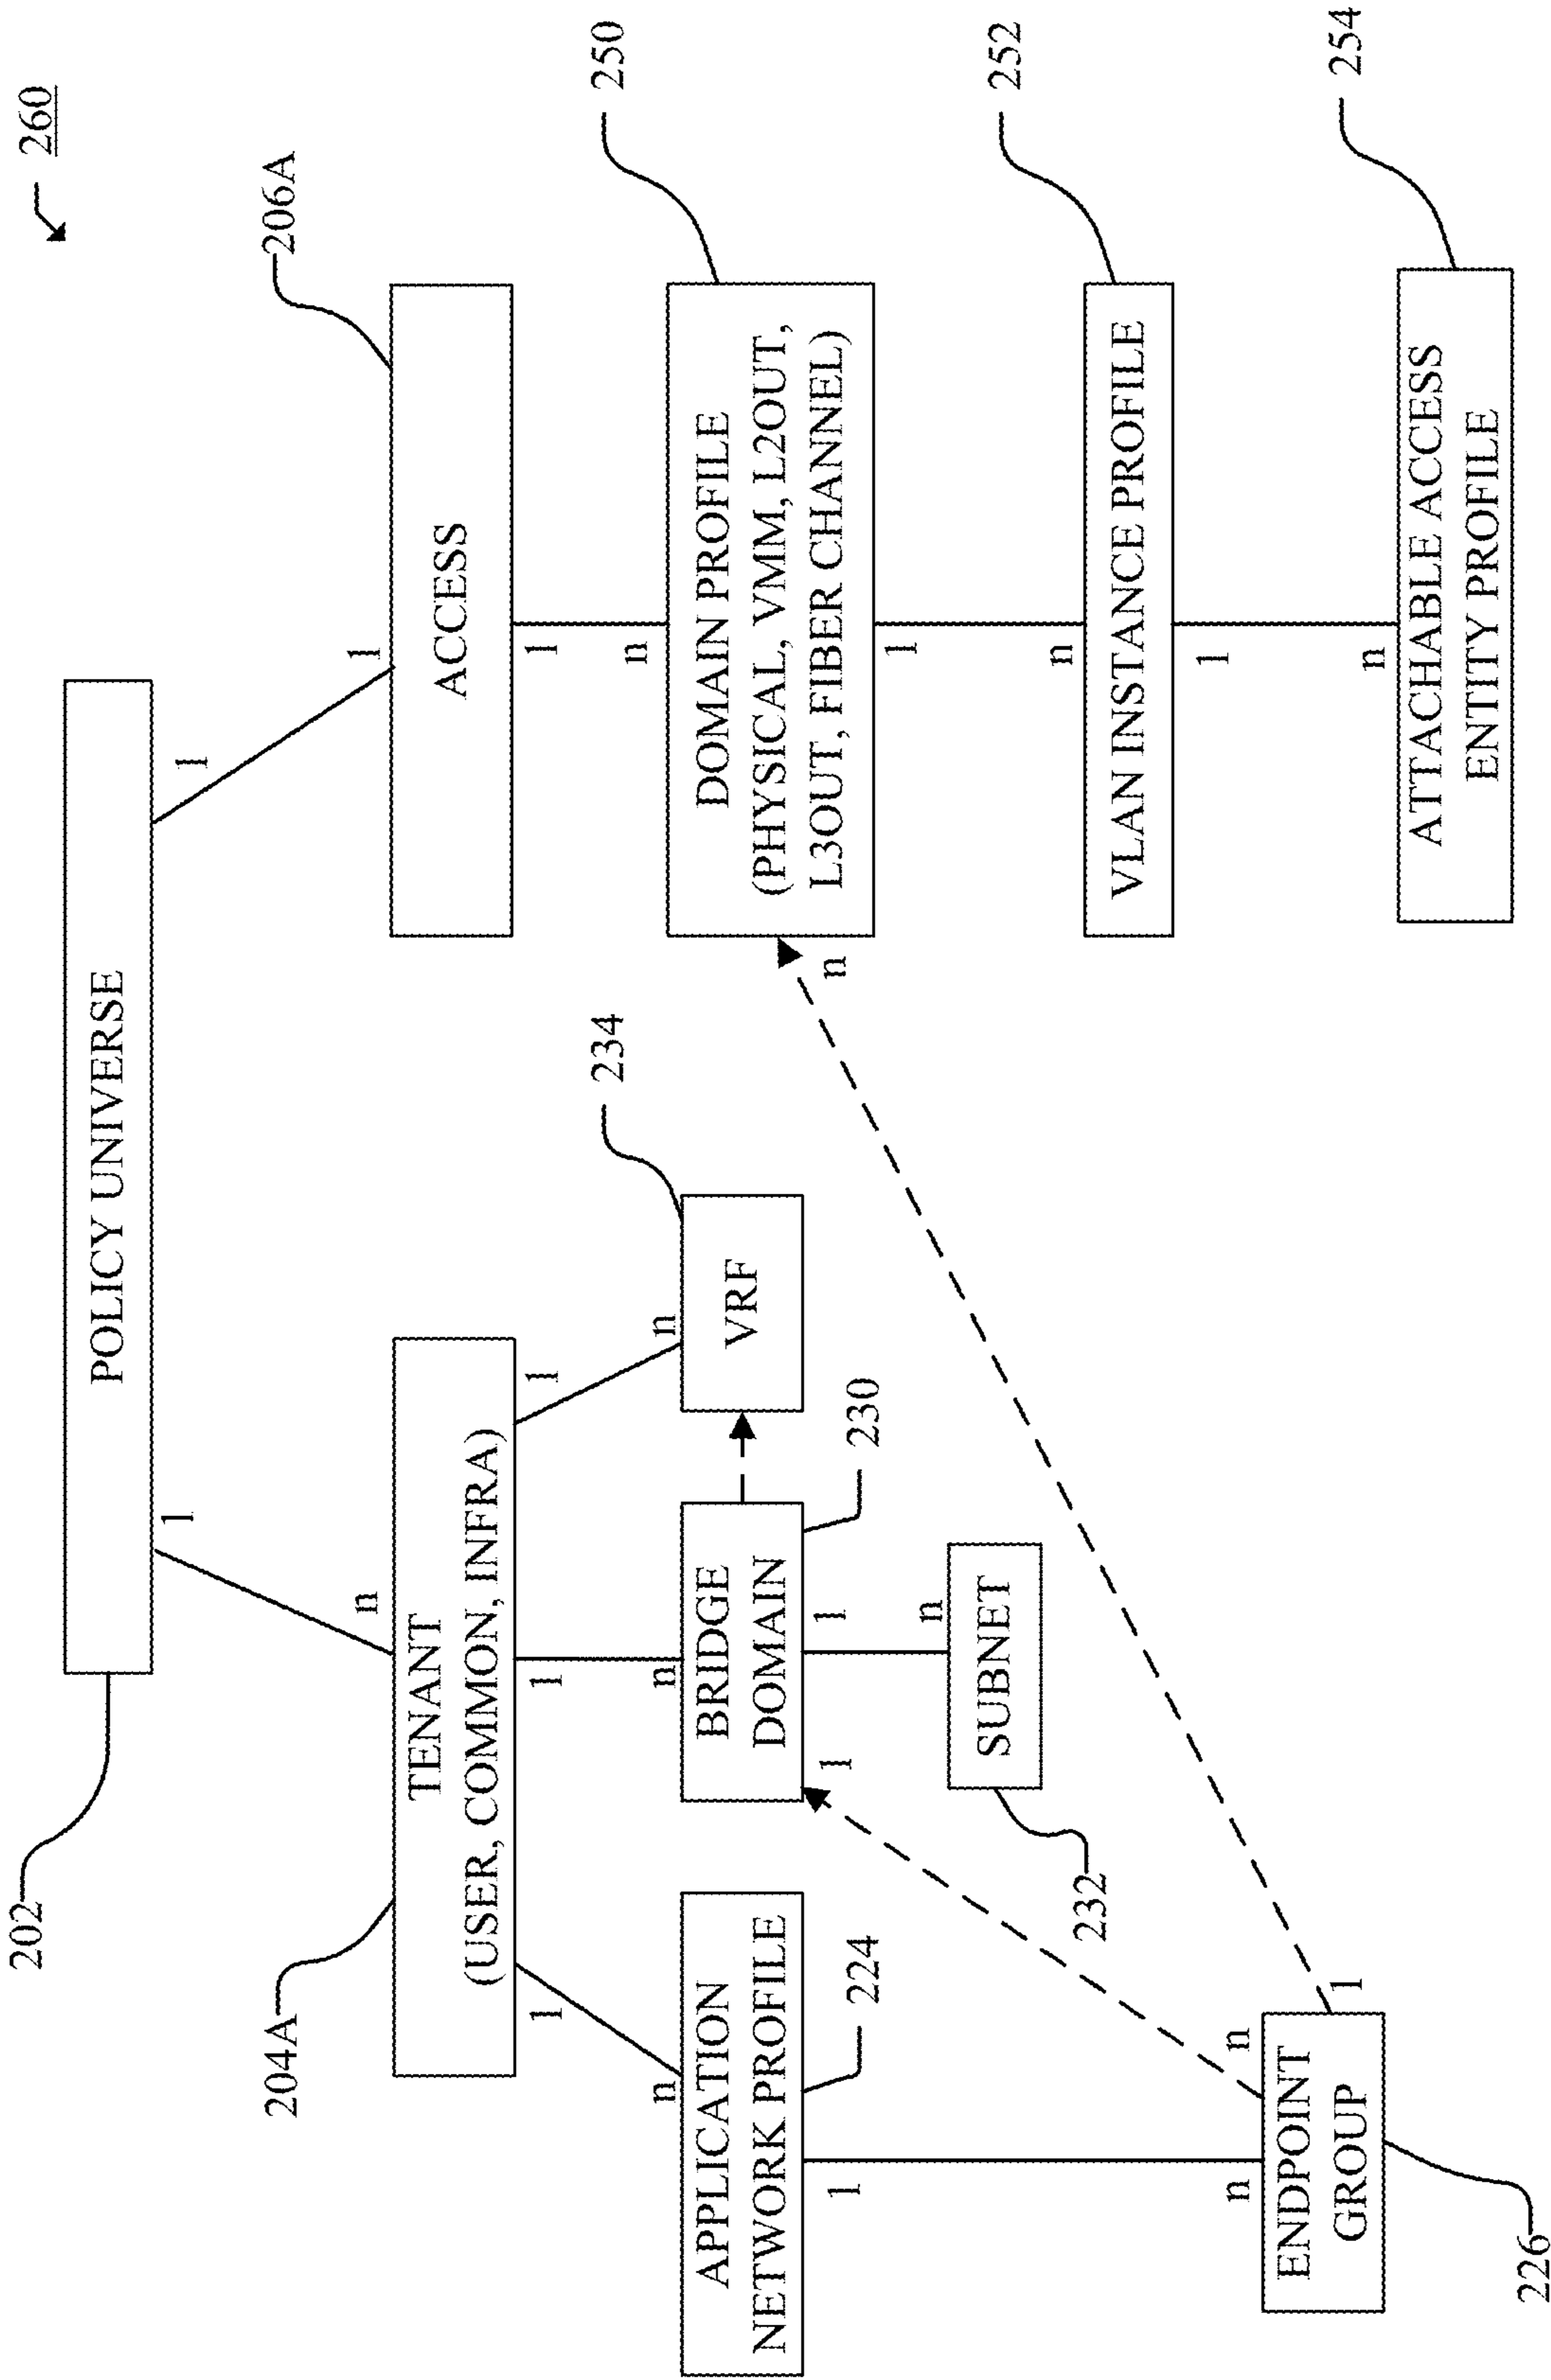 260
202
POLICY UNIVERSE
1
1
n
1
204A
TENANT
(USER, COMMON, INFRA)
206A
ACCESS
1
1
1
1
n
n
n
n
APPLICATION
NETWORK PROFILE
224
BRIDGE
DOMAIN
230
VRF
234
DOMAIN PROFILE
(PHYSICAL, VMM, L2OUT,
L3OUT, FIBER CHANNEL)
250
1
1
1
n
1
n
n
SUBNET
232
VLAN INSTANCE PROFILE
252
n
n
1
1
n
ENDPOINT
GROUP
226
ATTACHABLE ACCESS
ENTITY PROFILE
254